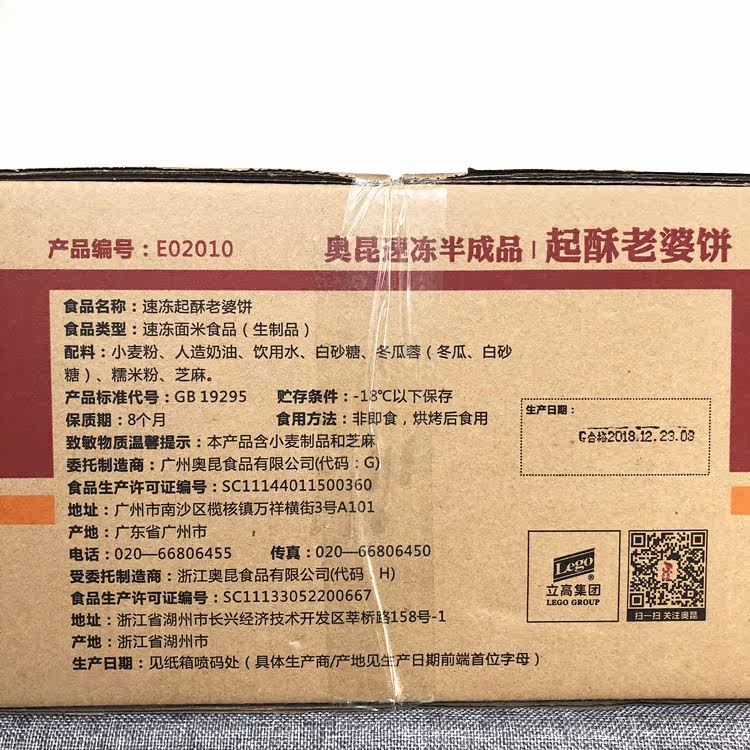 产品编号：E02010
奥昆速冻半成品 | 起酥老婆饼
食品名称：速冻起酥老婆饼
食品类型：速冻面米食品（生制品）
配料：小麦粉、人造奶油、饮用水、白砂糖、冬瓜蓉（冬瓜、白砂
糖）、糯米粉、芝麻。
产品标准代号：GB 19295 贮存条件：-18℃以下保存
保质期：8个月 食用方法：非即食，烘烤后食用
致敏物质温馨提示：本产品含小麦制品和芝麻
委托制造商：广州奥昆食品有限公司(代码：G)
食品生产许可证编号：SC11144011500360
地址：广州市南沙区榄核镇万祥横街3号A101
产地：广东省广州市
电话：020—66806455 传真：020—66806450
受委托制造商：浙江奥昆食品有限公司(代码：H)
食品生产许可证编号：SC11133052200667
地址：浙江省湖州市长兴经济技术开发区莘桥路158号-1
产地：浙江省湖州市
生产日期：见纸箱喷码处（具体生产商/产地见生产日期前端首位字母）
生产日期：
G合格2018.12.23.08
Lego
®
立高集团
LEGO GROUP
扫一扫 关注奥昆